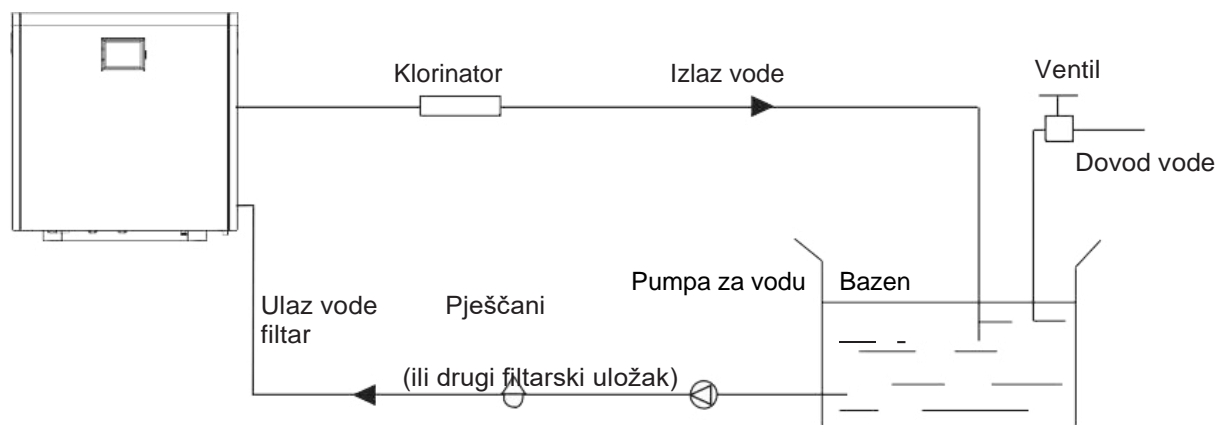 Klorinator
Izlaz vode
Ventil
Dovod vode
Pumpa za vodu
Bazen
Ulaz vode
filtar
Pješčani
(ili drugi filtarski uložak)